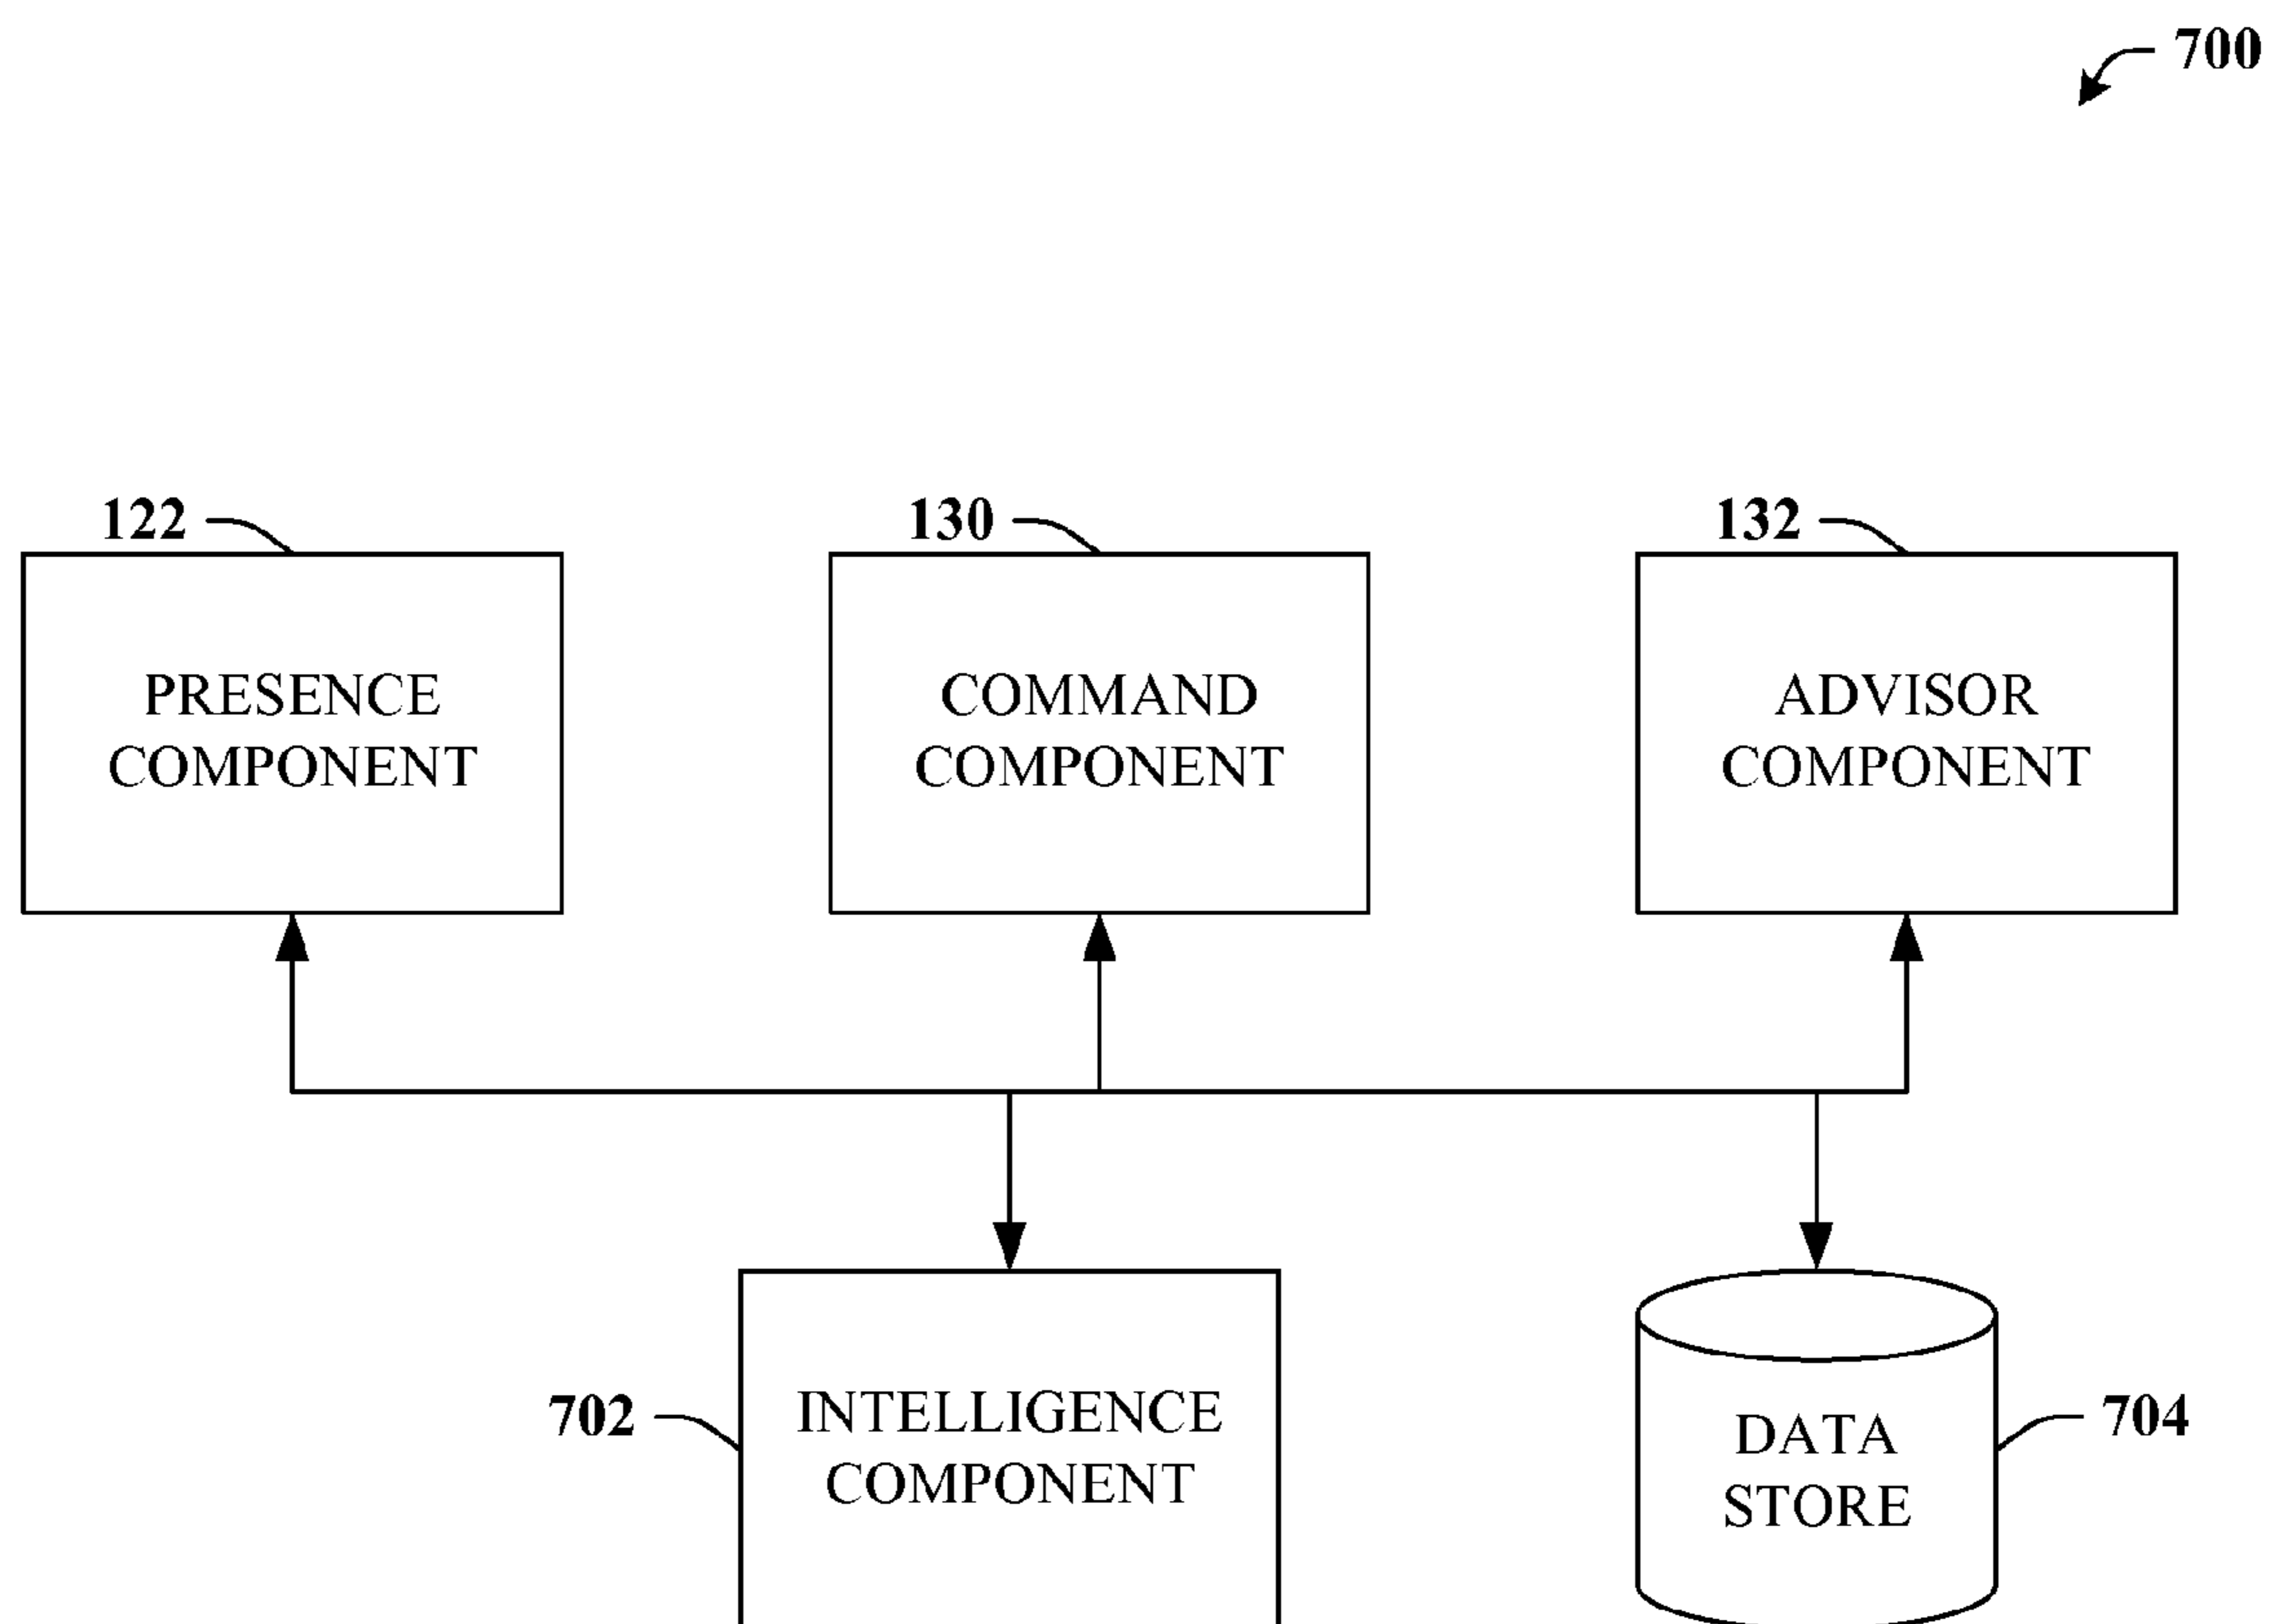 700
122
130
132
PRESENCE
COMPONENT
COMMAND
COMPONENT
ADVISOR
COMPONENT
702
INTELLIGENCE
COMPONENT
DATA
STORE
704